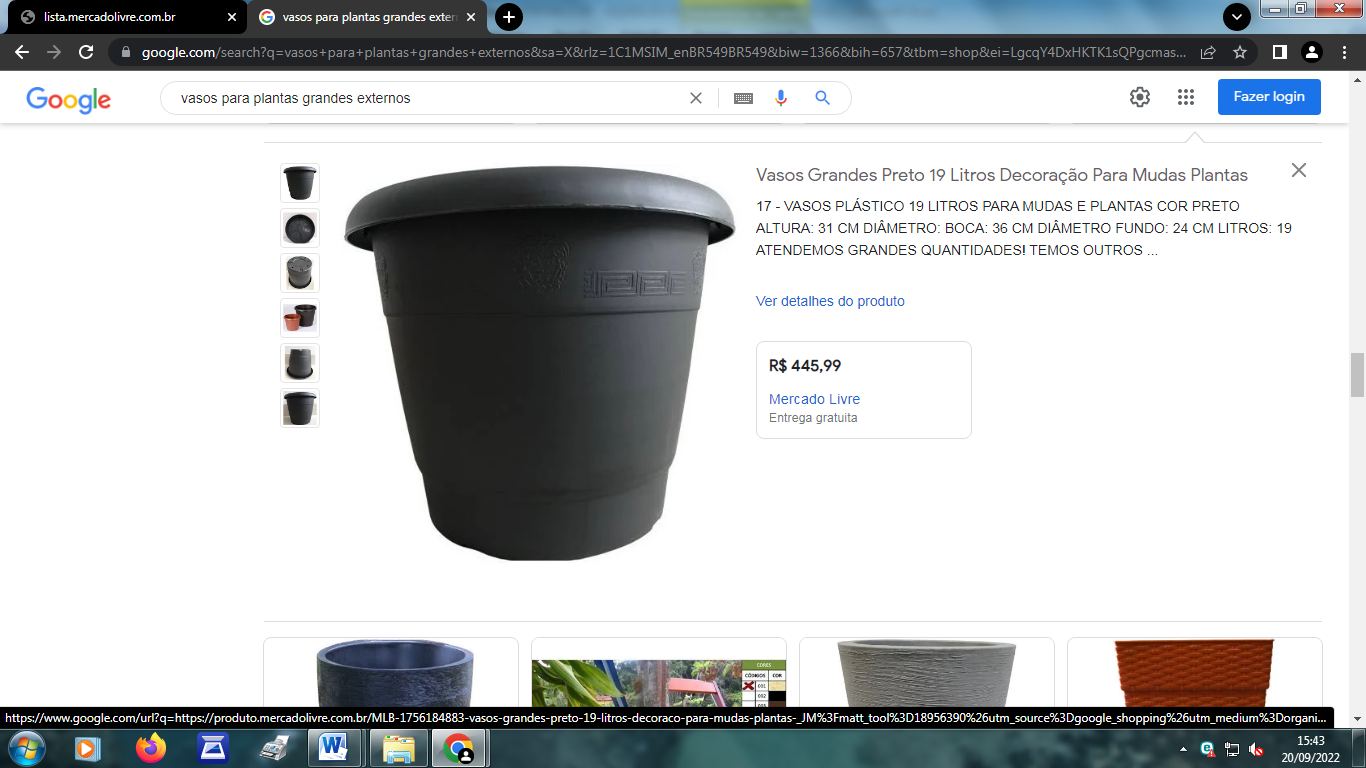 lista.mercadolivre.com.br
vasos para plantas grandes exter
google.com/search?q=vasos+para+plantas+grandes+externos&sa=X&rlz=1C1MSIM_enBR549BR549&biw=1366&bih=657&tbm=shop&ei=LgcqY4DxHKTK1sQPgcmas...
Google
vasos para plantas grandes externos
Fazer login
Vasos Grandes Preto 19 Litros Decoração Para Mudas Plantas
17 - VASOS PLÁSTICO 19 LITROS PARA MUDAS E PLANTAS COR PRETO
ALTURA: 31 CM DIÂMETRO: BOCA: 36 CM DIÂMETRO FUNDO: 24 CM LITROS: 19
ATENDEMOS GRANDES QUANTIDADES! TEMOS OUTROS ...
Ver detalhes do produto
R$ 445,99
Mercado Livre
Entrega gratuita
CORES
CÓDIGOS COR
001
002
https://www.google.com/url?q=https://produto.mercadolivre.com.br/MLB-1756184883-vasos-grandes-preto-19-litros-decoraco-para-mudas-plantas-_JM%3Fmatt_tool%3D18956390%26utm_source%3Dgoogle_shopping%26utm_medium%3Dorgani...
15:43
20/09/2022